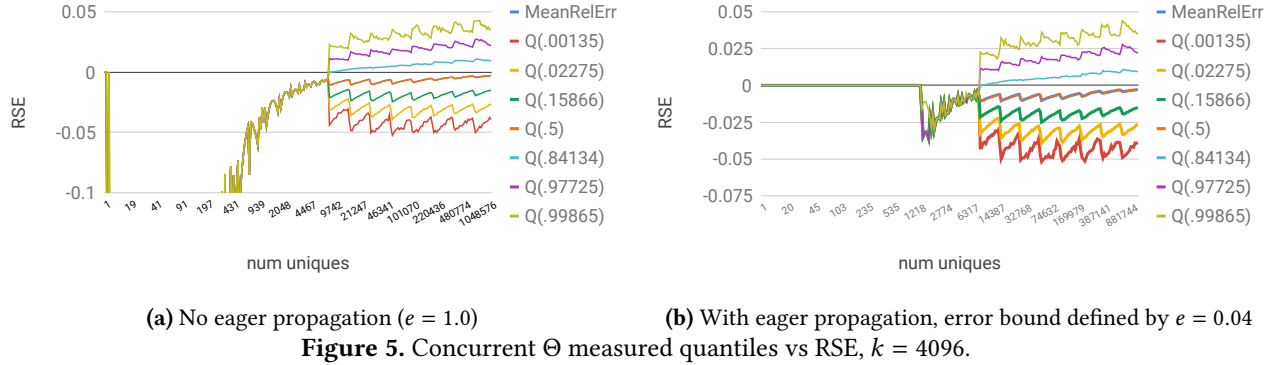 0.05
0
-0.05
-0.1
RSE
1
19
41
91
197
431
939
2048
4467
9742
21247
46341
101070
220436
480774
1048576
num uniques
MeanRelErr
Q(.00135)
Q(.02275)
Q(.15866)
Q(.5)
Q(.84134)
Q(.97725)
Q(.99865)
(a) No eager propagation (e = 1.0)
0.05
0.025
0
-0.025
-0.05
-0.075
RSE
1
20
45
103
235
535
1218
2774
6317
14387
32768
74632
169979
387141
881744
num uniques
MeanRelErr
Q(.00135)
Q(.02275)
Q(.15866)
Q(.5)
Q(.84134)
Q(.97725)
Q(.99865)
(b) With eager propagation, error bound defined by e = 0.04
Figure 5. Concurrent Θ measured quantiles vs RSE, k = 4096.